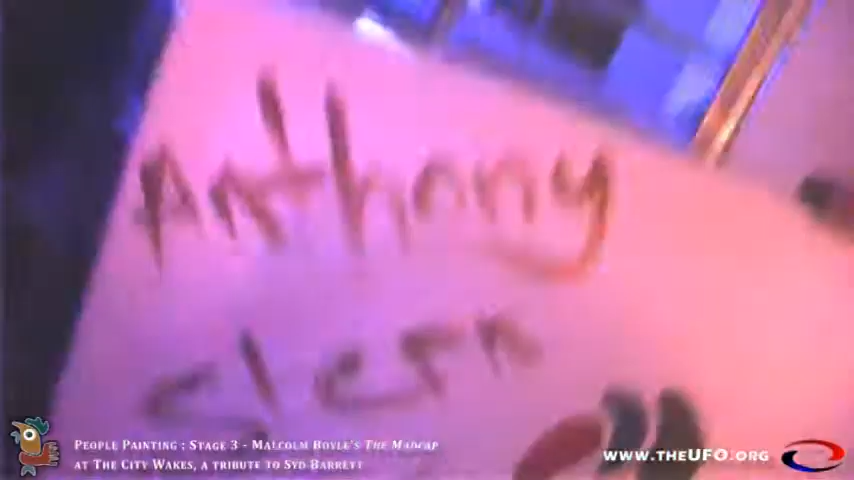 Anthony
Stern
PEOPLE PAINTING : STAGE 3 - MALCOLM BOYLE'S THE MADCAP
AT THE CITY WAKES, A TRIBUTE TO SYD BARRETT
WWW.THEUFO.ORG